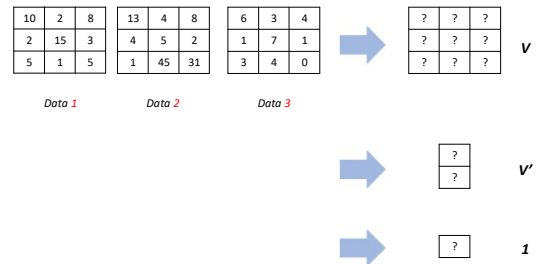 10 2 8 13 4 8 6 3 4 ? ? ?
2 15 3 4 5 2 1 7 1 ? ? ? V
5 1 5 1 45 31 3 4 0 ? ? ?
Data 1 Data 2 Data 3
?
? V'
? 1